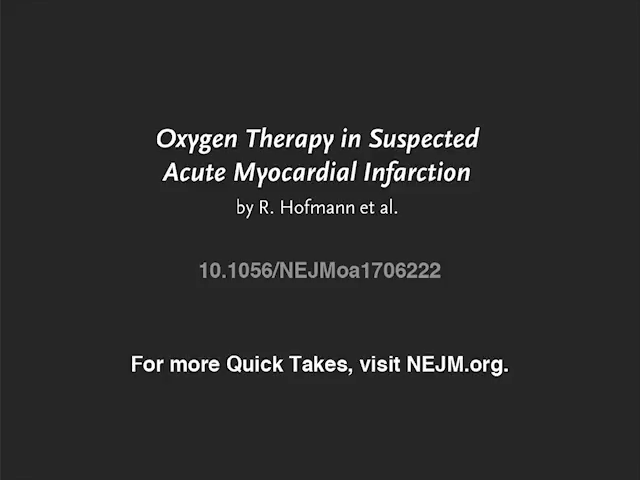 Oxygen Therapy in Suspected
Acute Myocardial Infarction
by R. Hofmann et al.
10.1056/NEJMoa1706222
For more Quick Takes, visit NEJM.org.